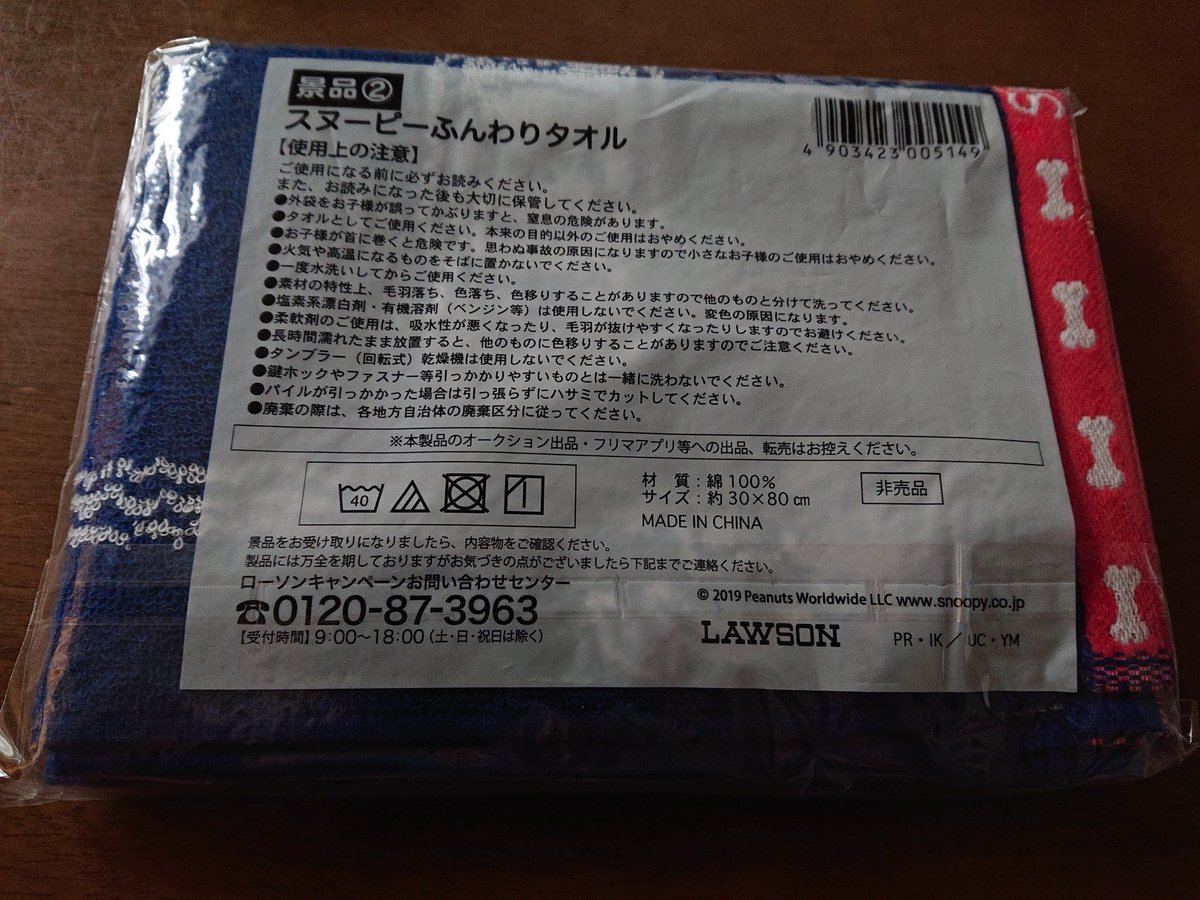 景品②
スヌーピーふんわりタオル
4 903423 005149
【使用上の注意】
ご使用になる前に必ずお読みください。
また、お読みになった後も大切に保管してください。
●外袋をお子様が誤ってかぶりますと、窒息の危険があります。
●タオルとしてご使用ください。本来の目的以外のご使用はおやめください。
●お子様が首に巻くと危険です。思わぬ事故の原因になりますので小さなお子様のご使用はおやめください。
●火気や高温になるものをそばに置かないでください。
●一度水洗いしてからご使用ください。
●素材の特性上、毛羽落ち、色落ち、色移りすることがありますので他のものと分けて洗ってください。
●塩素系漂白剤・有機溶剤（ベンジン等）は使用しないでください。変色の原因になります。
●柔軟剤のご使用は、吸水性が悪くなったり、毛羽が抜けやすくなったりしますのでお避けください。
●長時間濡れたまま放置すると、他のものに色移りすることがありますのでご注意ください。
●タンブラー（回転式）乾燥機は使用しないでください。
●鍵ホックやファスナー等引っかかりやすいものとは一緒に洗わないでください。
●パイルが引っかかった場合は引っ張らずにハサミでカットしてください。
●廃棄の際は、各地方自治体の廃棄区分に従ってください。
※本製品のオークション出品・フリマアプリ等への出品、転売はお控えください。
40
材　質：綿100%
サイズ：約30×80㎝
MADE IN CHINA
非売品
景品をお受け取りになりましたら、内容物をご確認ください。
製品には万全を期しておりますがお気づきの点がございましたら下記までご連絡ください。
ローソンキャンペーンお問い合わせセンター
☎0120-87-3963
【受付時間】9:00〜18:00（土・日・祝日は除く）
© 2019 Peanuts Worldwide LLC www.snoopy.co.jp
LAWSON
PR・IK／UC・YM
S